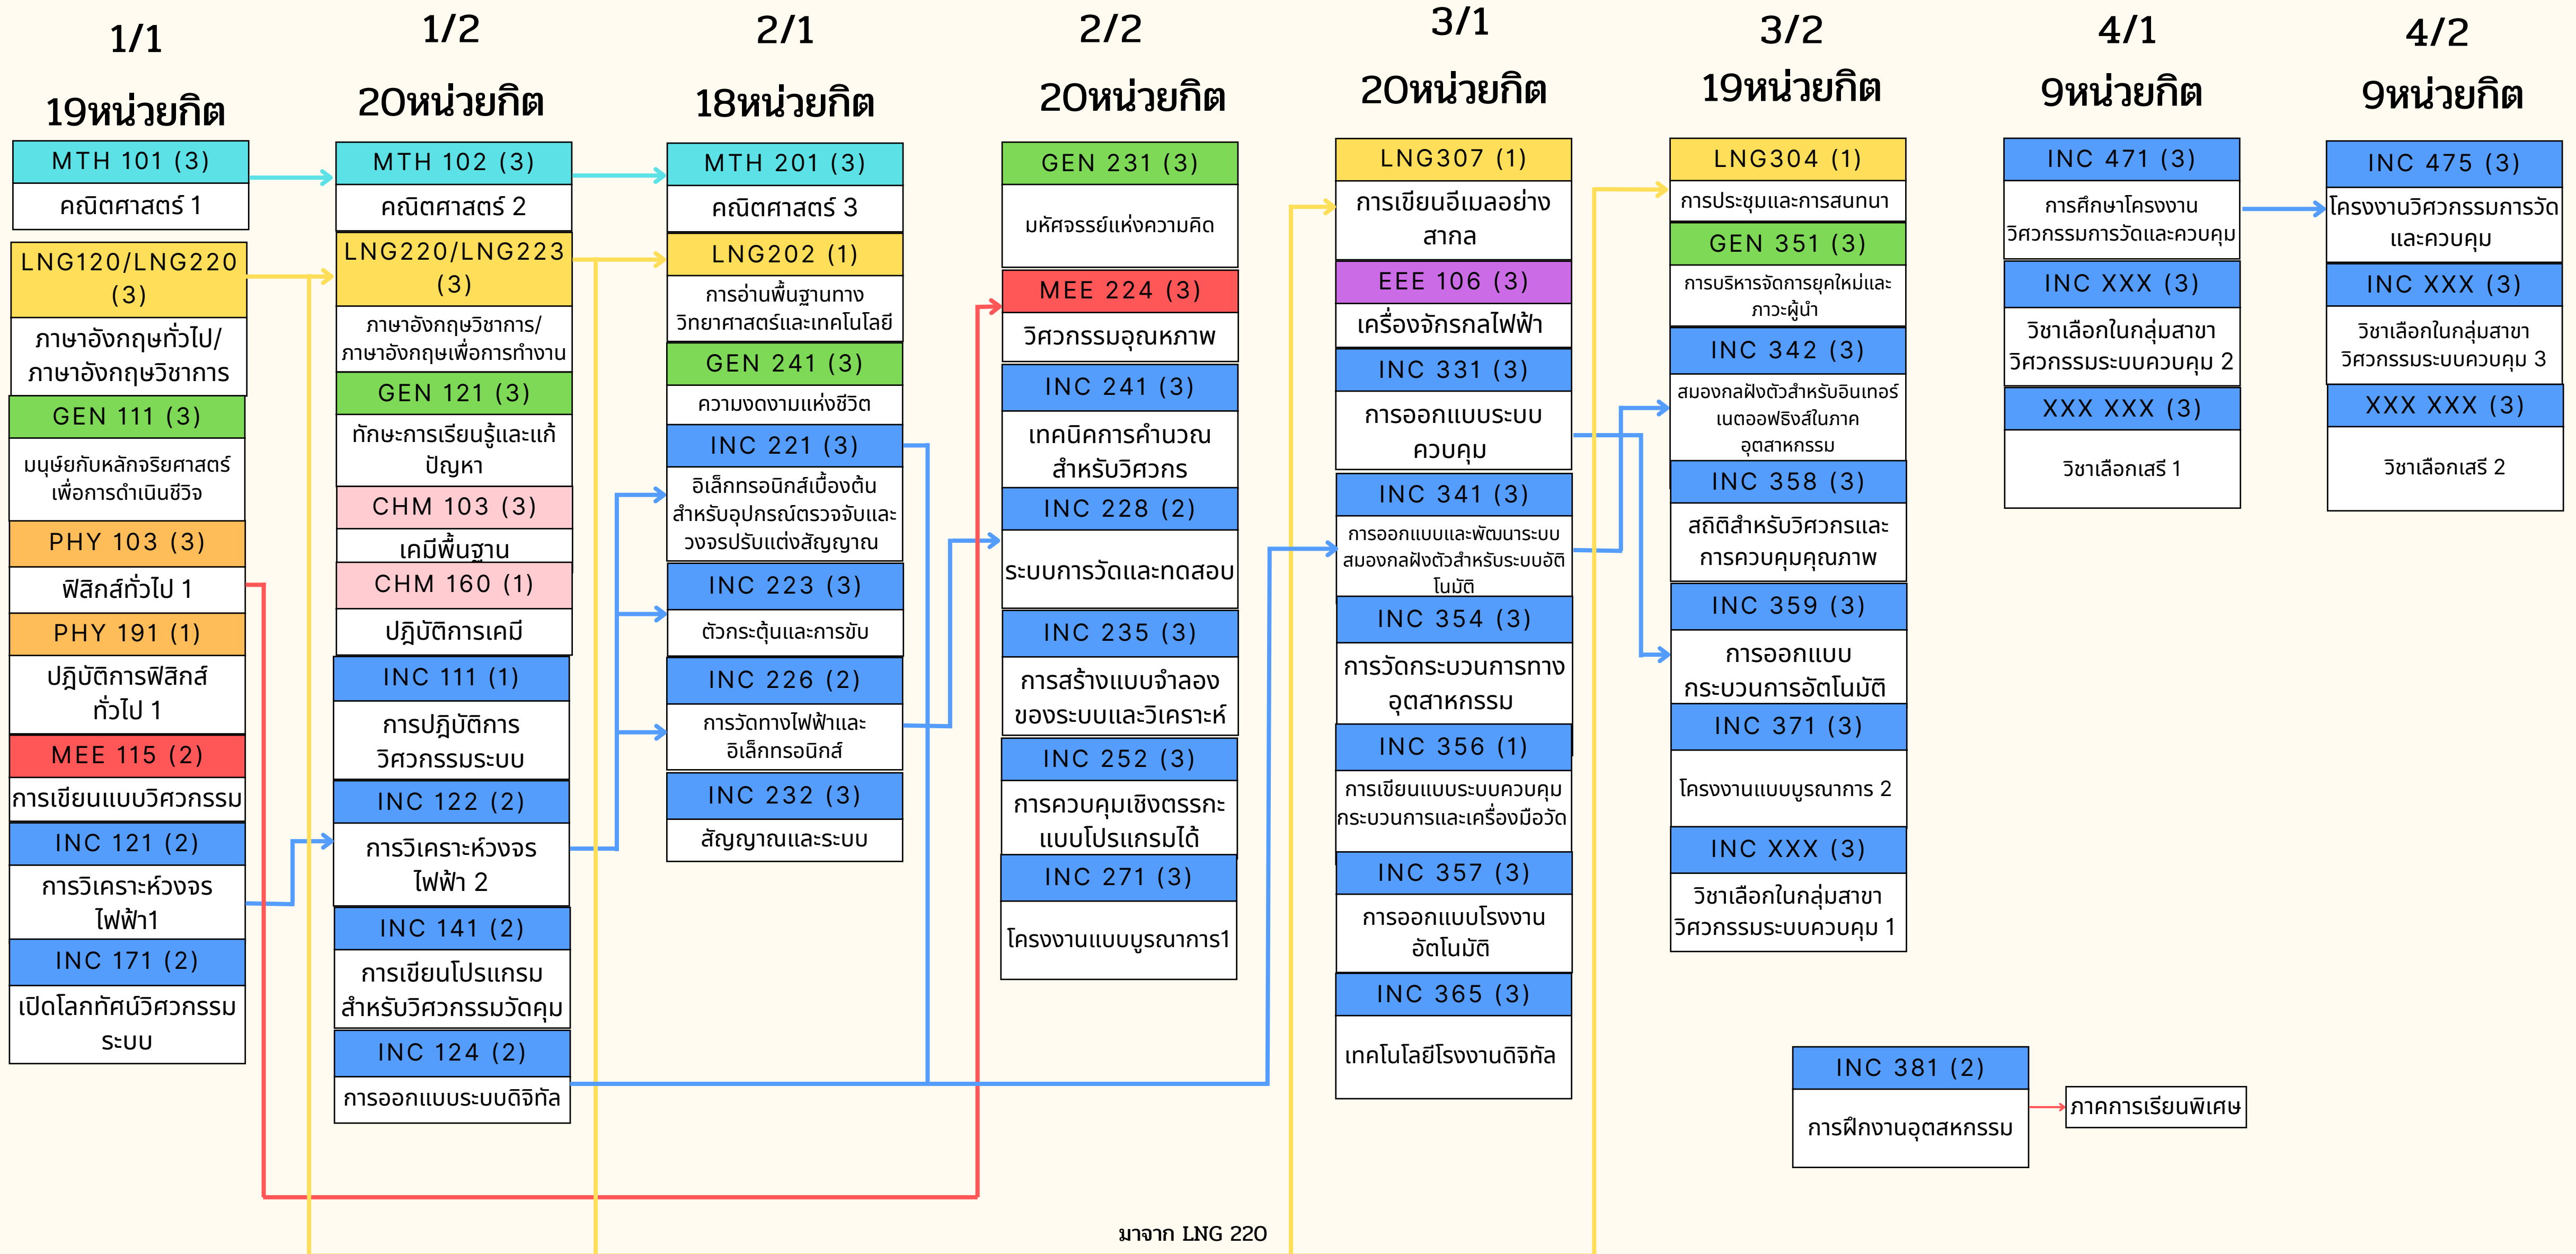 1/1
19หน่วยกิต
MTH 101 (3)
คณิตศาสตร์ 1
LNG120/LNG220
(3)
ภาษาอังกฤษทั่วไป/
ภาษาอังกฤษวิชาการ
GEN 111 (3)
มนุษ์ยกับหลักจริยศาสตร์
เพื่อการดำเนินชีวิจ
PHY 103 (3)
ฟิสิกส์ทั่วไป 1
PHY 191 (1)
ปฎิบัติการฟิสิกส์
ทั่วไป 1
MEE 115 (2)
การเขียนแบบวิศวกรรม
INC 121 (2)
การวิเคราะห์วงจร
ไฟฟ้า1
INC 171 (2)
เปิดโลกทัศน์วิศวกรรม
ระบบ
1/2
20หน่วยกิต
MTH 102 (3)
คณิตศาสตร์ 2
LNG220/LNG223
(3)
ภาษาอังกฤษวิชาการ/
ภาษาอังกฤษเพื่อการทำงาน
GEN 121 (3)
ทักษะการเรียนรู้และแก้
ปัญหา
CHM 103 (3)
เคมีพื้นฐาน
CHM 160 (1)
ปฎิบัติการเคมี
INC 111 (1)
การปฎิบัติการ
วิศวกรรมระบบ
INC 122 (2)
การวิเคราะห์วงจร
ไฟฟ้า 2
INC 141 (2)
การเขียนโปรแกรม
สำหรับวิศวกรรมวัดคุม
INC 124 (2)
การออกแบบระบบดิจิทัล
2/1
18หน่วยกิต
MTH 201 (3)
คณิตศาสตร์ 3
LNG202 (1)
การอ่านพื้นฐานทาง
วิทยาศาสตร์และเทคโนโลยี
GEN 241 (3)
ความงดงามแห่งชีวิต
INC 221 (3)
อิเล็กทรอนิกส์เบื้องต้น
สำหรับอุปกรณ์ตรวจจับและ
วงจรปรับแต่งสัญญาณ
INC 223 (3)
ตัวกระตุ้นและการขับ
INC 226 (2)
การวัดทางไฟฟ้าและ
อิเล็กทรอนิกส์
INC 232 (3)
สัญญาณและระบบ
2/2
20หน่วยกิต
GEN 231 (3)
มหัศจรรย์แห่งความคิด
MEE 224 (3)
วิศวกรรมอุณหภาพ
INC 241 (3)
เทคนิคการคำนวณ
สำหรับวิศวกร
INC 228 (2)
ระบบการวัดและทดสอบ
INC 235 (3)
การสร้างแบบจำลอง
ของระบบและวิเคราะห์
INC 252 (3)
การควบคุมเชิงตรรกะ
แบบโปรแกรมได้
INC 271 (3)
โครงงานแบบบูรณาการ1
มาจาก LNG 220
3/1
20หน่วยกิต
LNG307 (1)
การเขียนอีเมลอย่าง
สากล
EEE 106 (3)
เครื่องจักรกลไฟฟ้า
INC 331 (3)
การออกแบบระบบ
ควบคุม
INC 341 (3)
การออกแบบและพัฒนาระบบ
สมองกลฝังตัวสำหรับระบบอัติ
โนมัติ
INC 354 (3)
การวัดกระบวนการทาง
อุตสาหกรรม
INC 356 (1)
การเขียนแบบระบบควบคุม
กระบวนการและเครื่องมือวัด
INC 357 (3)
การออกแบบโรงงาน
อัตโนมัติ
INC 365 (3)
เทคโนโลยีโรงงานดิจิทัล
3/2
19หน่วยกิต
LNG304 (1)
การประชุมและการสนทนา
GEN 351 (3)
การบริหารจัดการยุคใหม่และ
ภาวะผู้นำ
INC 342 (3)
สมองกลฝังตัวสำหรับอินเทอร์
เนตออฟธิงส์ในภาค
อุตสาหกรรม
INC 358 (3)
สถิติสำหรับวิศวกรและ
การควบคุมคุณภาพ
INC 359 (3)
การออกแบบ
กระบวนการอัตโนมัติ
INC 371 (3)
โครงงานแบบบูรณาการ 2
INC XXX (3)
วิชาเลือกในกลุ่มสาขา
วิศวกรรมระบบควบคุม 1
4/1
9หน่วยกิต
INC 471 (3)
การศึกษาโครงงาน
วิศวกรรมการวัดและควบคุม
INC XXX (3)
วิชาเลือกในกลุ่มสาขา
วิศวกรรมระบบควบคุม 2
XXX XXX (3)
วิชาเลือกเสรี 1
4/2
9หน่วยกิต
INC 475 (3)
โครงงานวิศวกรรมการวัด
และควบคุม
INC XXX (3)
วิชาเลือกในกลุ่มสาขา
วิศวกรรมระบบควบคุม 3
XXX XXX (3)
วิชาเลือกเสรี 2
INC 381 (2)
การฝึกงานอุตสหกรรม
ภาคการเรียนพิเศษ